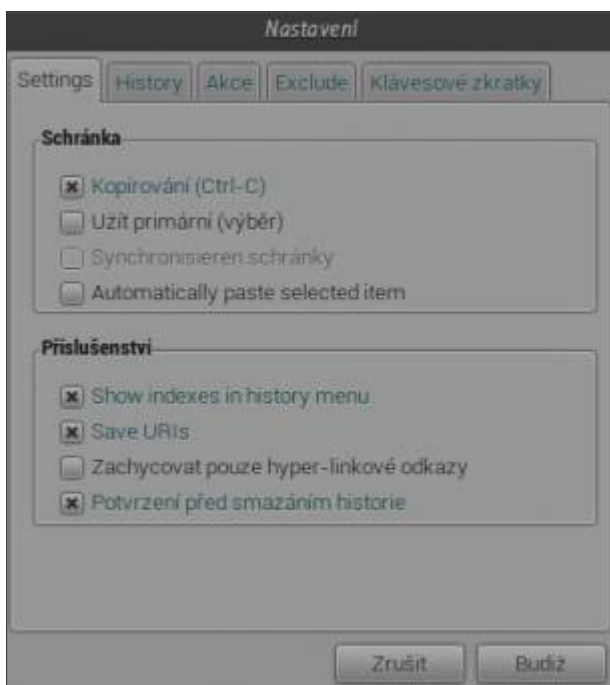 Nastavení
Settings History Akce Exclude Klávesové zkratky
Schránka
Kopírování (Ctrl-C)
Užít primární (výběr)
Synchronisieren schránky
Automatically paste selected item
Příslušenství
Show indexes in history menu
Save URIs
Zachycovat pouze hyper-linkové odkazy
Potvrzení před smazáním historie
Zrušit Budiž